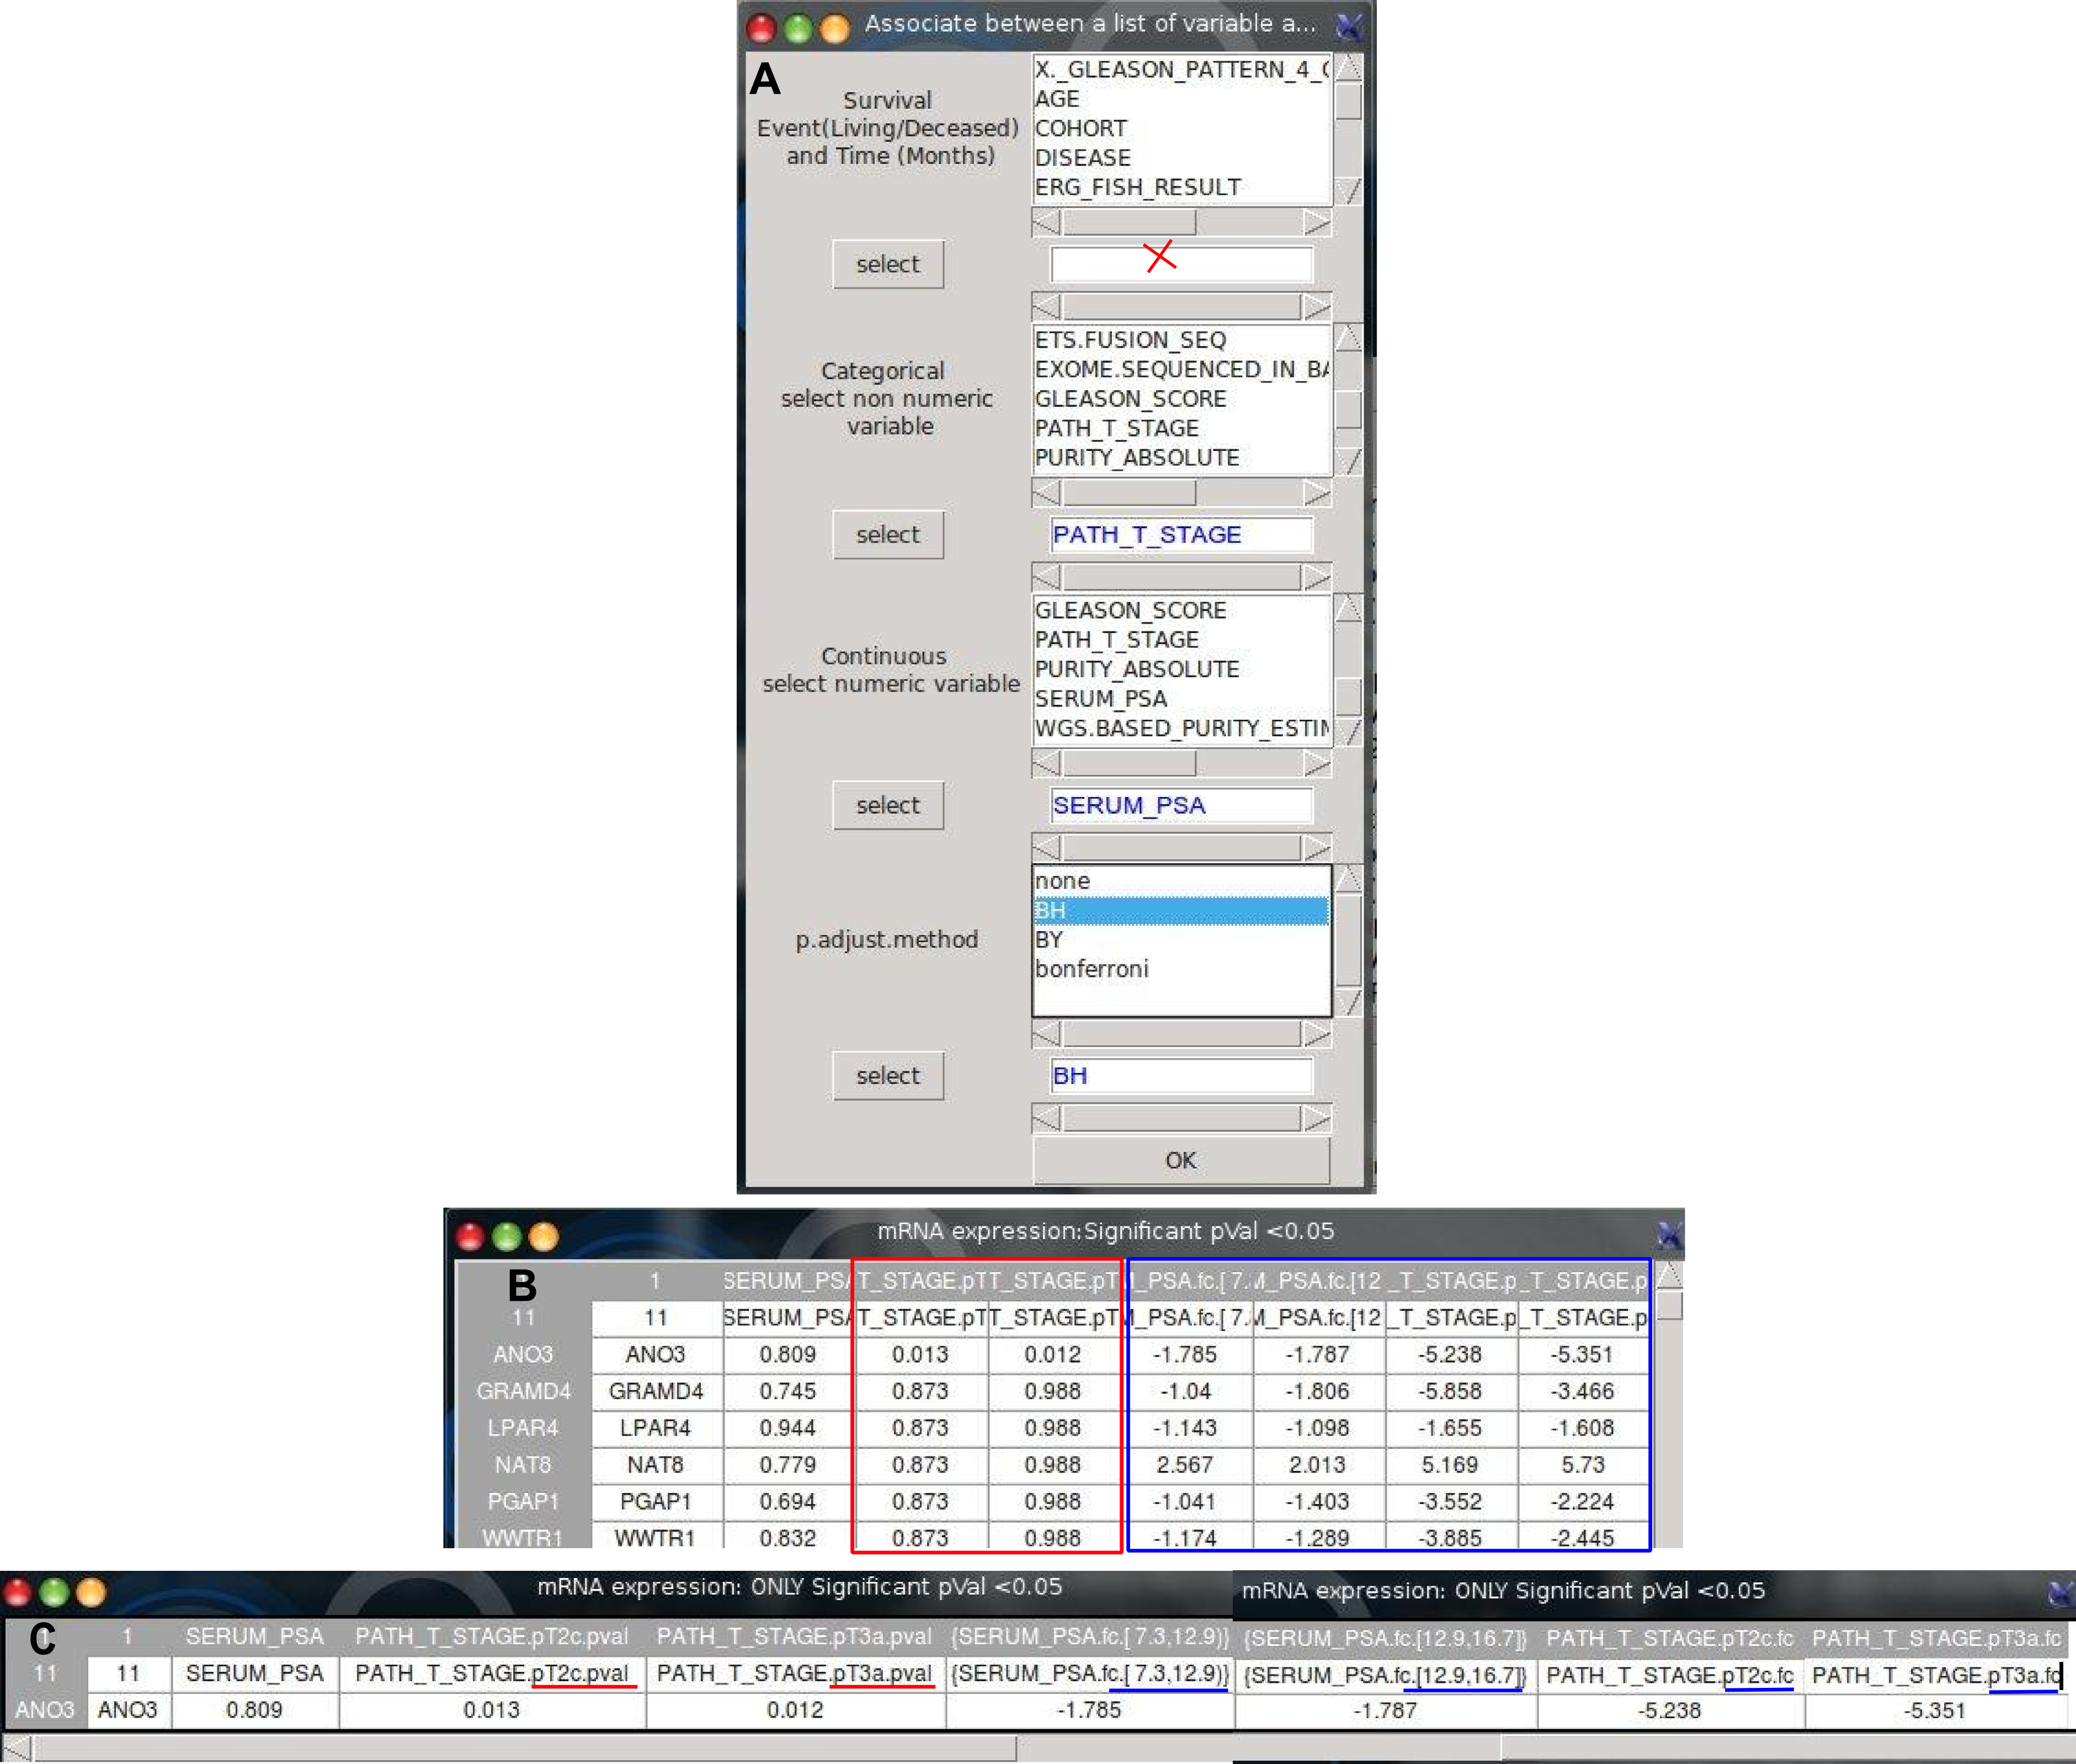 Associate between a list of variable a...
A
Survival
Event(Living/Deceased)
and Time (Months)
X._GLEASON_PATTERN_4_
AGE
COHORT
DISEASE
ERG_FISH_RESULT
select
Categorical
select non numeric
variable
ETS.FUSION_SEQ
EXOME.SEQUENCED_IN_BA
GLEASON_SCORE
PATH_T_STAGE
PURITY_ABSOLUTE
select PATH_T_STAGE
Continuous
select numeric variable
GLEASON_SCORE
PATH_T_STAGE
PURITY_ABSOLUTE
SERUM_PSA
WGS.BASED_PURITY_ESTIM
select SERUM_PSA
p.adjust.method
none
BH
BY
bonferroni
select BH
OK
mRNA expression:Significant pVal <0.05
B 1 SERUM_PSA T_STAGE.pT T_STAGE.pT M_PSA.fc.[ 7. M_PSA.fc.[12 _T_STAGE.p _T_STAGE.p
11 11 SERUM_PSA T_STAGE.pT T_STAGE.pT M_PSA.fc.[ 7. M_PSA.fc.[12 _T_STAGE.p _T_STAGE.p
ANO3 ANO3 0.809 0.013 0.012 -1.785 -1.787 -5.238 -5.351
GRAMD4 GRAMD4 0.745 0.873 0.988 -1.04 -1.806 -5.858 -3.466
LPAR4 LPAR4 0.944 0.873 0.988 -1.143 -1.098 -1.655 -1.608
NAT8 NAT8 0.779 0.873 0.988 2.567 2.013 5.169 5.73
PGAP1 PGAP1 0.694 0.873 0.988 -1.041 -1.403 -3.552 -2.224
WWTR1 WWTR1 0.832 0.873 0.988 -1.174 -1.289 -3.885 -2.445
mRNA expression: ONLY Significant pVal <0.05 mRNA expression: ONLY Significant pVal <0.05
C 1 SERUM_PSA PATH_T_STAGE.pT2c.pval PATH_T_STAGE.pT3a.pval {SERUM_PSA.fc.[ 7.3,12.9)} {SERUM_PSA.fc.[12.9,16.7]} PATH_T_STAGE.pT2c.fc PATH_T_STAGE.pT3a.fc
11 11 SERUM_PSA PATH_T_STAGE.pT2c.pval PATH_T_STAGE.pT3a.pval {SERUM_PSA.fc.[ 7.3,12.9)} {SERUM_PSA.fc.[12.9,16.7]} PATH_T_STAGE.pT2c.fc PATH_T_STAGE.pT3a.fc
ANO3 ANO3 0.809 0.013 0.012 -1.785 -1.787 -5.238 -5.351